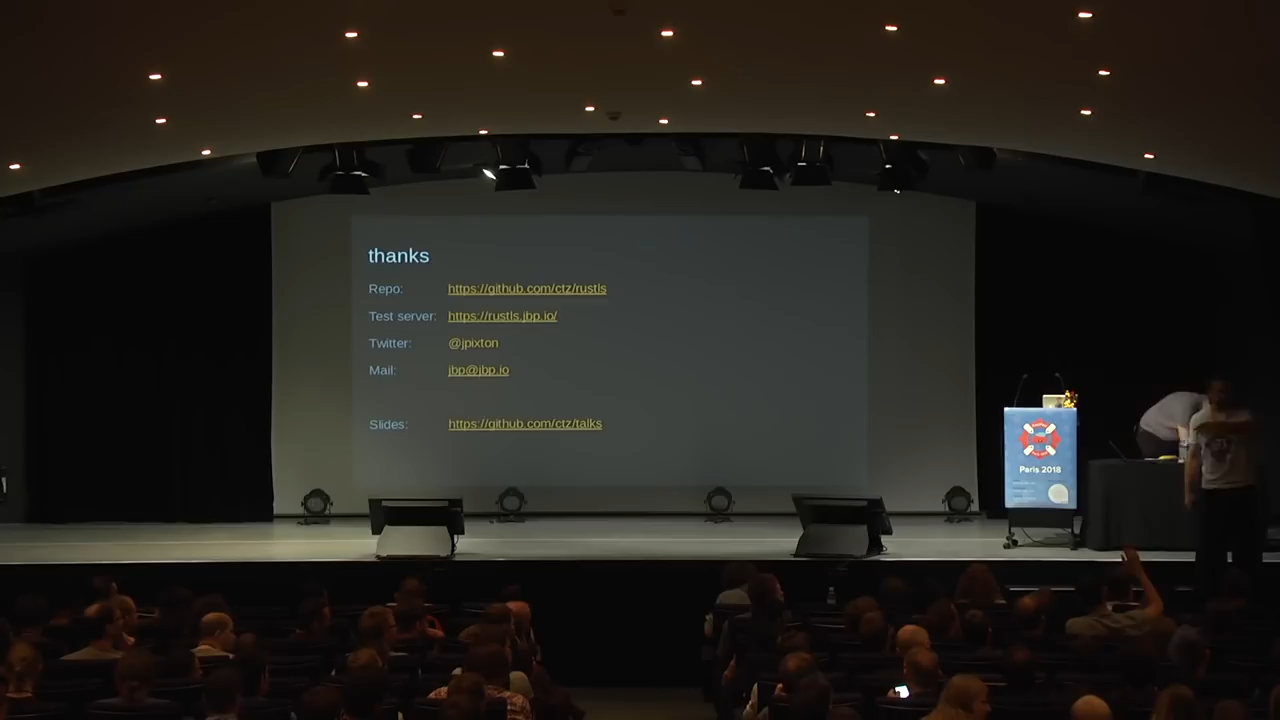 thanks
Repo: https://github.com/ctz/rustls
Test server: https://rustls.jbp.io/
Twitter: @jpixton
Mail: jbp@jbp.io
Slides: https://github.com/ctz/talks
Paris 2018